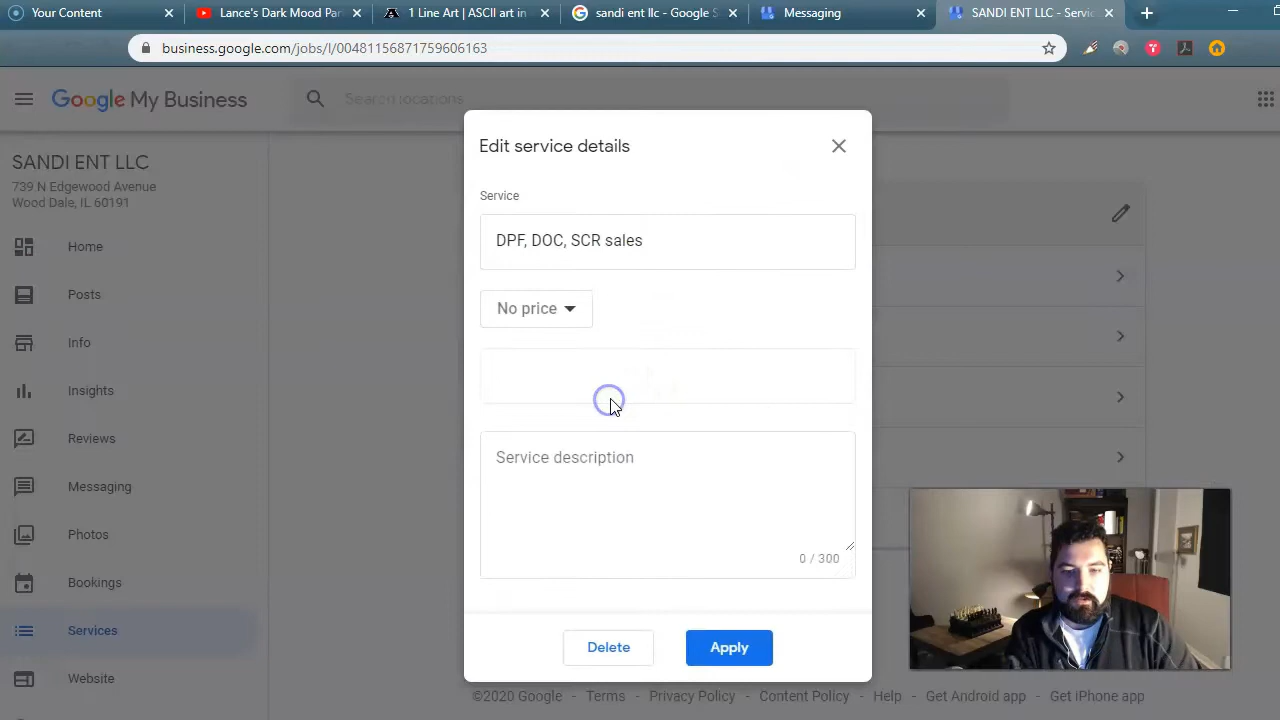 Your Content
Lance's Dark Mood Par
1 Line Art | ASCII art in
sandi ent llc - Google S
Messaging
SANDI ENT LLC - Servi
business.google.com/jobs/l/00481156871759606163
Google My Business
Search locations
SANDI ENT LLC
739 N Edgewood Avenue
Wood Dale, IL 60191
Home
Posts
Info
Insights
Reviews
Messaging
Photos
Bookings
Services
Website
Edit service details
Service
DPF, DOC, SCR sales
No price
Service description
0 / 300
Delete
Apply
©2020 Google - Terms - Privacy Policy - Content Policy - Help - Get Android app - Get iPhone app